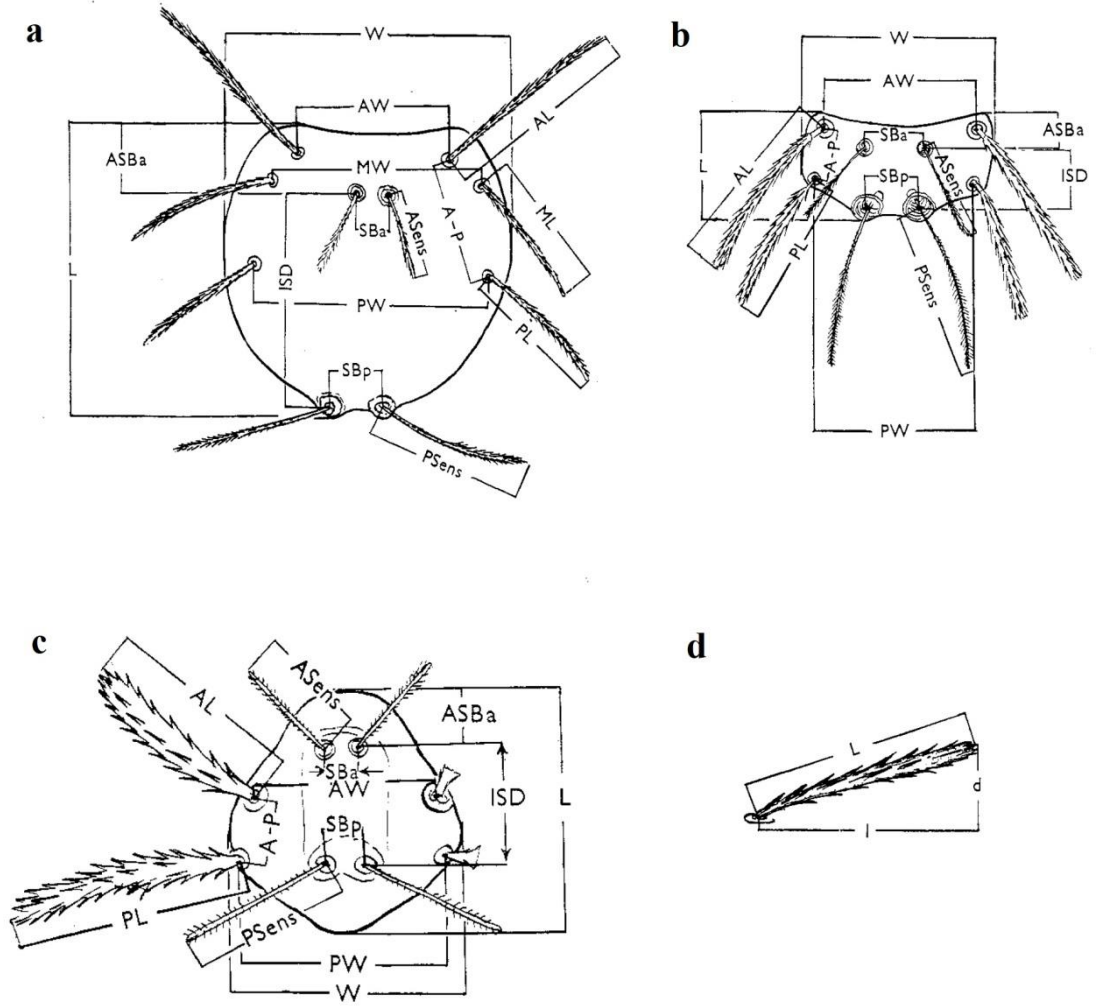 a
W
AW
AL
ASBa
MW
L
A-P
ML
SBa
ASens
ISD
PW
PL
SBp
PSens
b
W
AW
ASBa
SBa
L
AL
A-P
ASens
ISD
SBp
PL
PSens
PW
c
ASens
AL
ASBa
SBa
AW
ISD
L
A-P
SBp
PL
PSens
PW
W
d
L
d
l